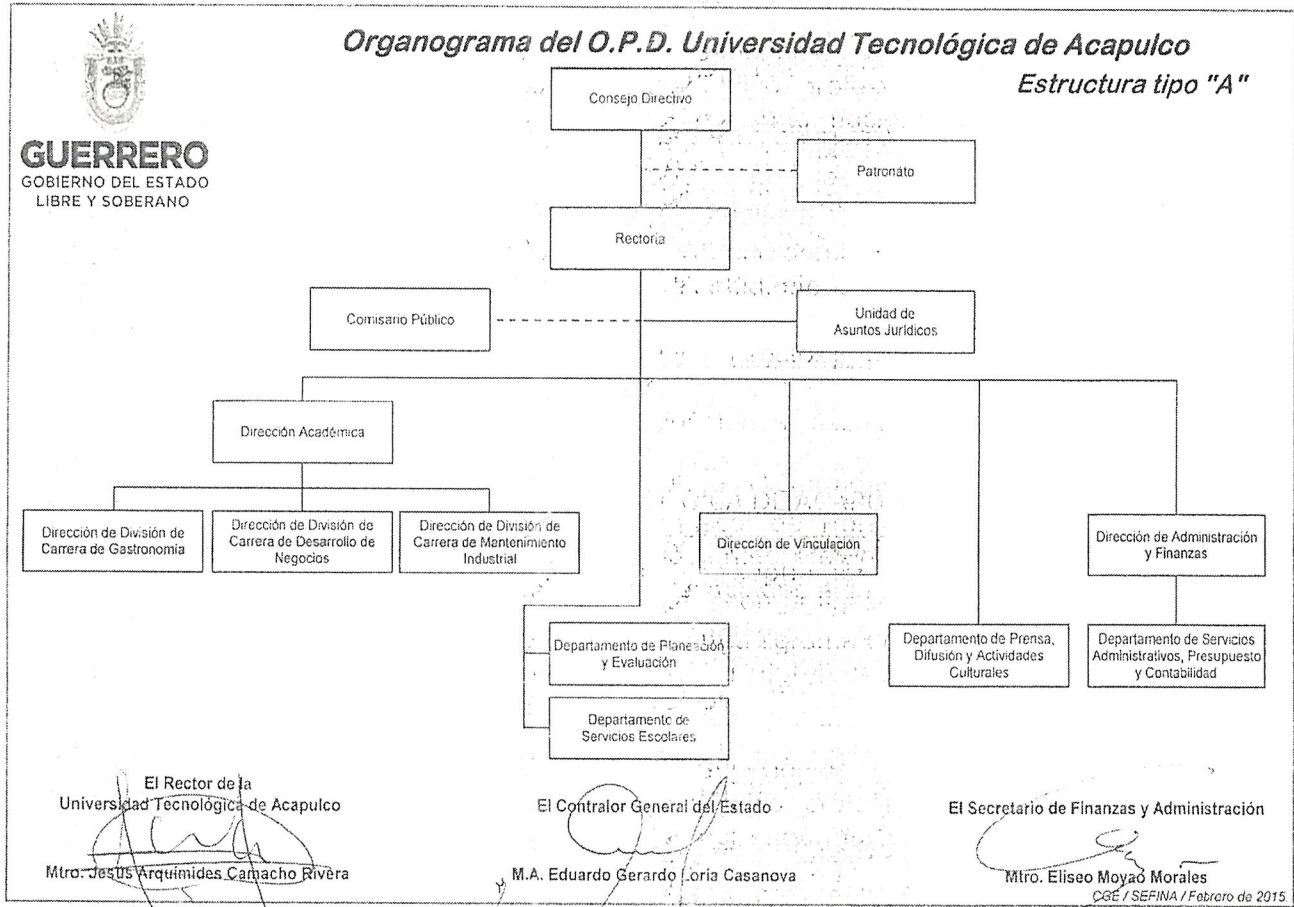 Organograma del O.P.D. Universidad Tecnológica de Acapulco
Estructura tipo "A"
GUERRERO
GOBIERNO DEL ESTADO
LIBRE Y SOBERANO
Consejo Directivo
Patronato
Rectoría
Comisario Público
Unidad de
Asuntos Jurídicos
Dirección Académica
Dirección de División de
Carrera de Gastronomía
Dirección de División de
Carrera de Desarrollo de
Negocios
Dirección de División de
Carrera de Mantenimiento
Industrial
Dirección de Vinculación
Dirección de Administración
y Finanzas
Departamento de Planeación
y Evaluación
Departamento de Prensa,
Difusión y Actividades
Culturales
Departamento de Servicios
Administrativos, Presupuesto
y Contabilidad
Departamento de
Servicios Escolares
El Rector de la
Universidad Tecnológica de Acapulco
Mtro. Jesús Arquímides Camacho Rivera
El Contralor General del Estado
M.A. Eduardo Gerardo Loria Casanova
El Secretario de Finanzas y Administración
Mtro. Eliseo Moyao Morales
CGE / SEFINA / Febrero de 2015